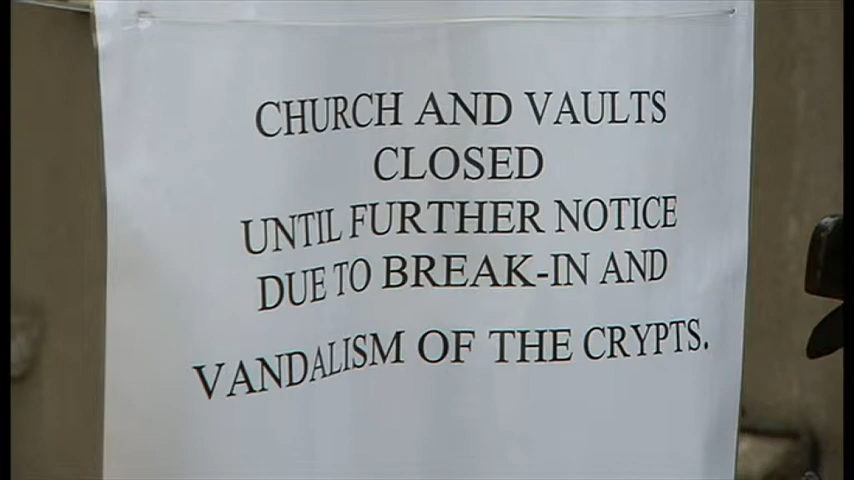 CHURCH AND VAULTS
CLOSED
UNTIL FURTHER NOTICE
DUE TO BREAK-IN AND
VANDALISM OF THE CRYPTS.